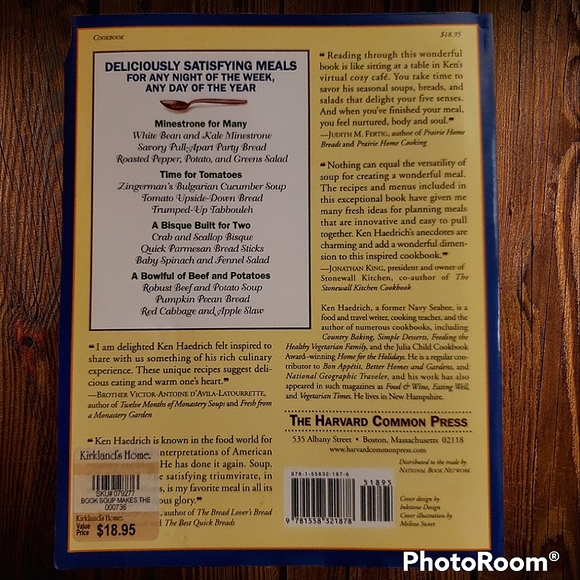 COOKBOOK
$18.95
DELICIOUSLY SATISFYING MEALS
FOR ANY NIGHT OF THE WEEK,
ANY DAY OF THE YEAR
Minestrone for Many
White Bean and Kale Minestrone
Savory Pull-Apart Party Bread
Roasted Pepper, Potato, and Greens Salad
Time for Tomatoes
Zingerman's Bulgarian Cucumber Soup
Tomato Upside-Down Bread
Trumped-Up Tabbouleh
A Bisque Built for Two
Crab and Scallop Bisque
Quick Parmesan Bread Sticks
Baby Spinach and Fennel Salad
A Bowlful of Beef and Potatoes
Robust Beef and Potato Soup
Pumpkin Pecan Bread
Red Cabbage and Apple Slaw
"I am delighted Ken Haedrich felt inspired to
share with us something of his rich culinary
experience. These unique recipes suggest deli-
cious eating and warm one's heart."
—BROTHER VICTOR-ANTOINE D'AVILA-LATOURRETTE,
author of Twelve Months of Monastery Soups and Fresh from
a Monastery Garden
"Ken Haedrich is known in the food world for
interpretations of American
He has done it again. Soup,
satisfying triumvirate, in
s, is my favorite meal in all its
ous glory."
, author of The Bread Lover's Bread
d The Best Quick Breads
Kirkland's Home.
SKU# 079277
BOOK SOUP MAKES THE
000736
Kirkland's Home.
Value
Price $18.95
"Reading through this wonderful
book is like sitting at a table in Ken's
virtual cozy café. You take time to
savor his seasonal soups, breads, and
salads that delight your five senses.
And when you've finished your meal,
you feel nurtured, body and soul."
—JUDITH M. FERTIG, author of Prairie Home
Breads and Prairie Home Cooking
"Nothing can equal the versatility of
soup for creating a wonderful meal.
The recipes and menus included in
this exceptional book have given me
many fresh ideas for planning meals
that are innovative and easy to pull
together. Ken Haedrich's anecdotes are
charming and add a wonderful dimen-
sion to this inspired cookbook."
—JONATHAN KING, president and owner of
Stonewall Kitchen, co-author of The
Stonewall Kitchen Cookbook
Ken Haedrich, a former Navy Seabee, is a
food and travel writer, cooking teacher, and the
author of numerous cookbooks, including
Country Baking, Simple Desserts, Feeding the
Healthy Vegetarian Family, and the Julia Child Cookbook
Award–winning Home for the Holidays. He is a regular con-
tributor to Bon Appétit, Better Homes and Gardens, and
National Geographic Traveler, and his work has also
appeared in such magazines as Food & Wine, Eating Well,
and Vegetarian Times. He lives in New Hampshire.
THE HARVARD COMMON PRESS
535 Albany Street • Boston, Massachusetts 02118
www.harvardcommonpress.com
Distributed to the trade by
NATIONAL BOOK NETWORK
978-1-55832-187-8
51895
9 781558 321878
Cover design by
Inkstone Design
Cover illustration by
Melissa Sweet
PhotoRoom®